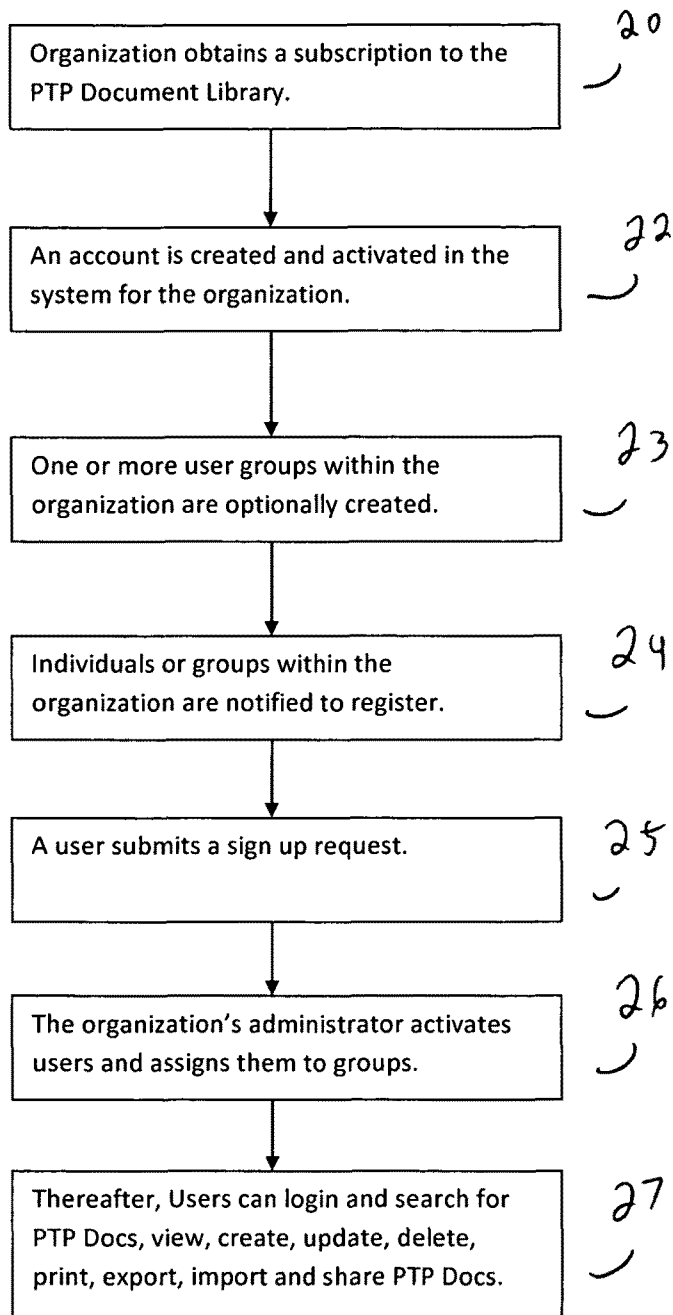 20
Organization obtains a subscription to the
PTP Document Library.
22
An account is created and activated in the
system for the organization.
23
One or more user groups within the
organization are optionally created.
24
Individuals or groups within the
organization are notified to register.
25
A user submits a sign up request.
26
The organization's administrator activates
users and assigns them to groups.
27
Thereafter, Users can login and search for
PTP Docs, view, create, update, delete,
print, export, import and share PTP Docs.